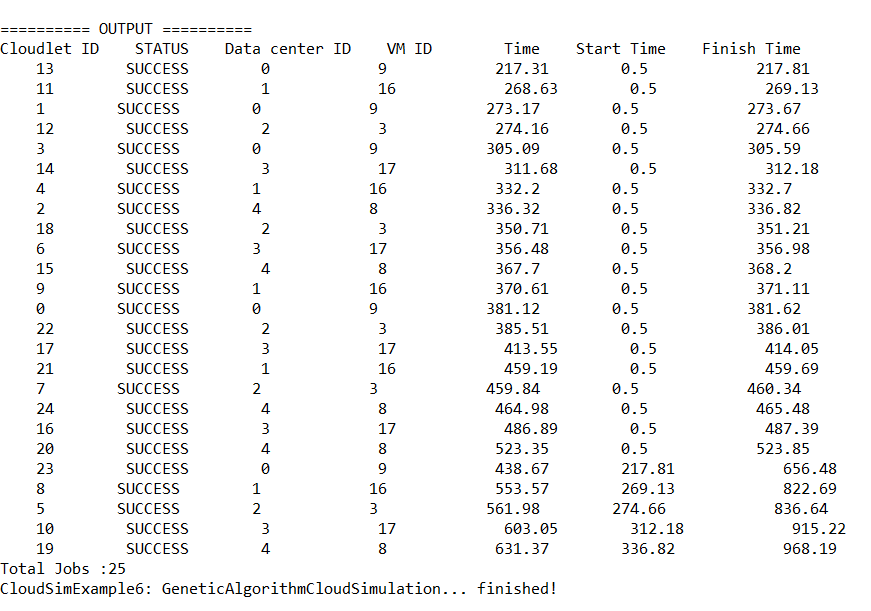 ========== OUTPUT ==========
Cloudlet ID    STATUS    Data center ID    VM ID        Time    Start Time    Finish Time
    13        SUCCESS        0            9            217.31        0.5            217.81
    11        SUCCESS        1            16            268.63        0.5            269.13
    1        SUCCESS        0            9            273.17        0.5            273.67
    12        SUCCESS        2            3            274.16        0.5            274.66
    3        SUCCESS        0            9            305.09        0.5            305.59
    14        SUCCESS        3            17            311.68        0.5            312.18
    4        SUCCESS        1            16            332.2        0.5            332.7
    2        SUCCESS        4            8            336.32        0.5            336.82
    18        SUCCESS        2            3            350.71        0.5            351.21
    6        SUCCESS        3            17            356.48        0.5            356.98
    15        SUCCESS        4            8            367.7        0.5            368.2
    9        SUCCESS        1            16            370.61        0.5            371.11
    0        SUCCESS        0            9            381.12        0.5            381.62
    22        SUCCESS        2            3            385.51        0.5            386.01
    17        SUCCESS        3            17            413.55        0.5            414.05
    21        SUCCESS        1            16            459.19        0.5            459.69
    7        SUCCESS        2            3            459.84        0.5            460.34
    24        SUCCESS        4            8            464.98        0.5            465.48
    16        SUCCESS        3            17            486.89        0.5            487.39
    20        SUCCESS        4            8            523.35        0.5            523.85
    23        SUCCESS        0            9            438.67        217.81            656.48
    8        SUCCESS        1            16            553.57        269.13            822.69
    5        SUCCESS        2            3            561.98        274.66            836.64
    10        SUCCESS        3            17            603.05        312.18            915.22
    19        SUCCESS        4            8            631.37        336.82            968.19
Total Jobs :25
CloudSimExample6: GeneticAlgorithmCloudSimulation... finished!